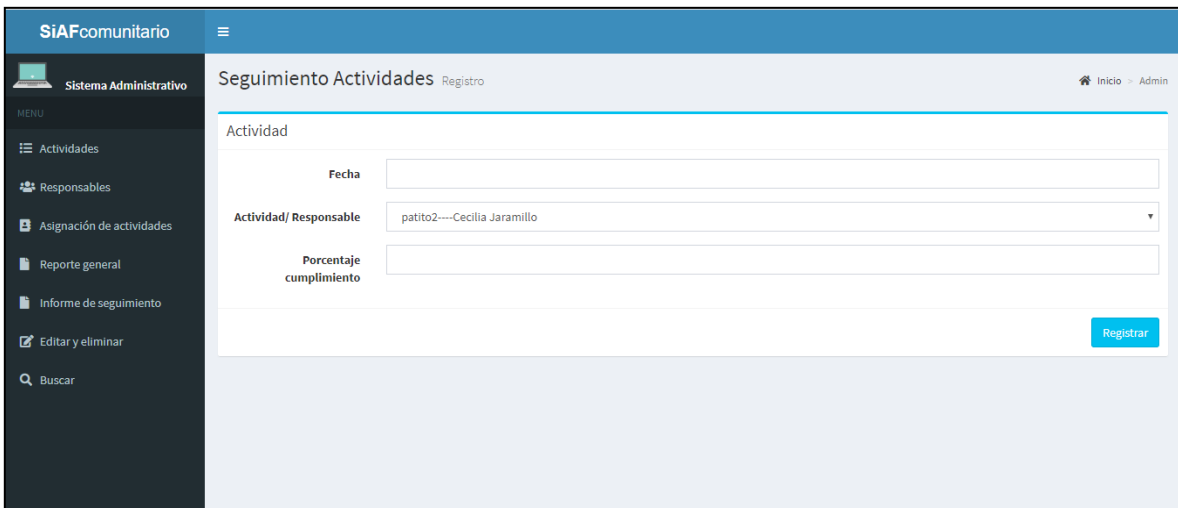 SiAFcomunitario
Sistema Administrativo
MENU
Actividades
Responsables
Asignación de actividades
Reporte general
Informe de seguimiento
Editar y eliminar
Buscar
Seguimiento Actividades Registro
Inicio > Admin
Actividad
Fecha
Actividad/ Responsable
patito2----Cecilia Jaramillo
Porcentaje
cumplimiento
Registrar